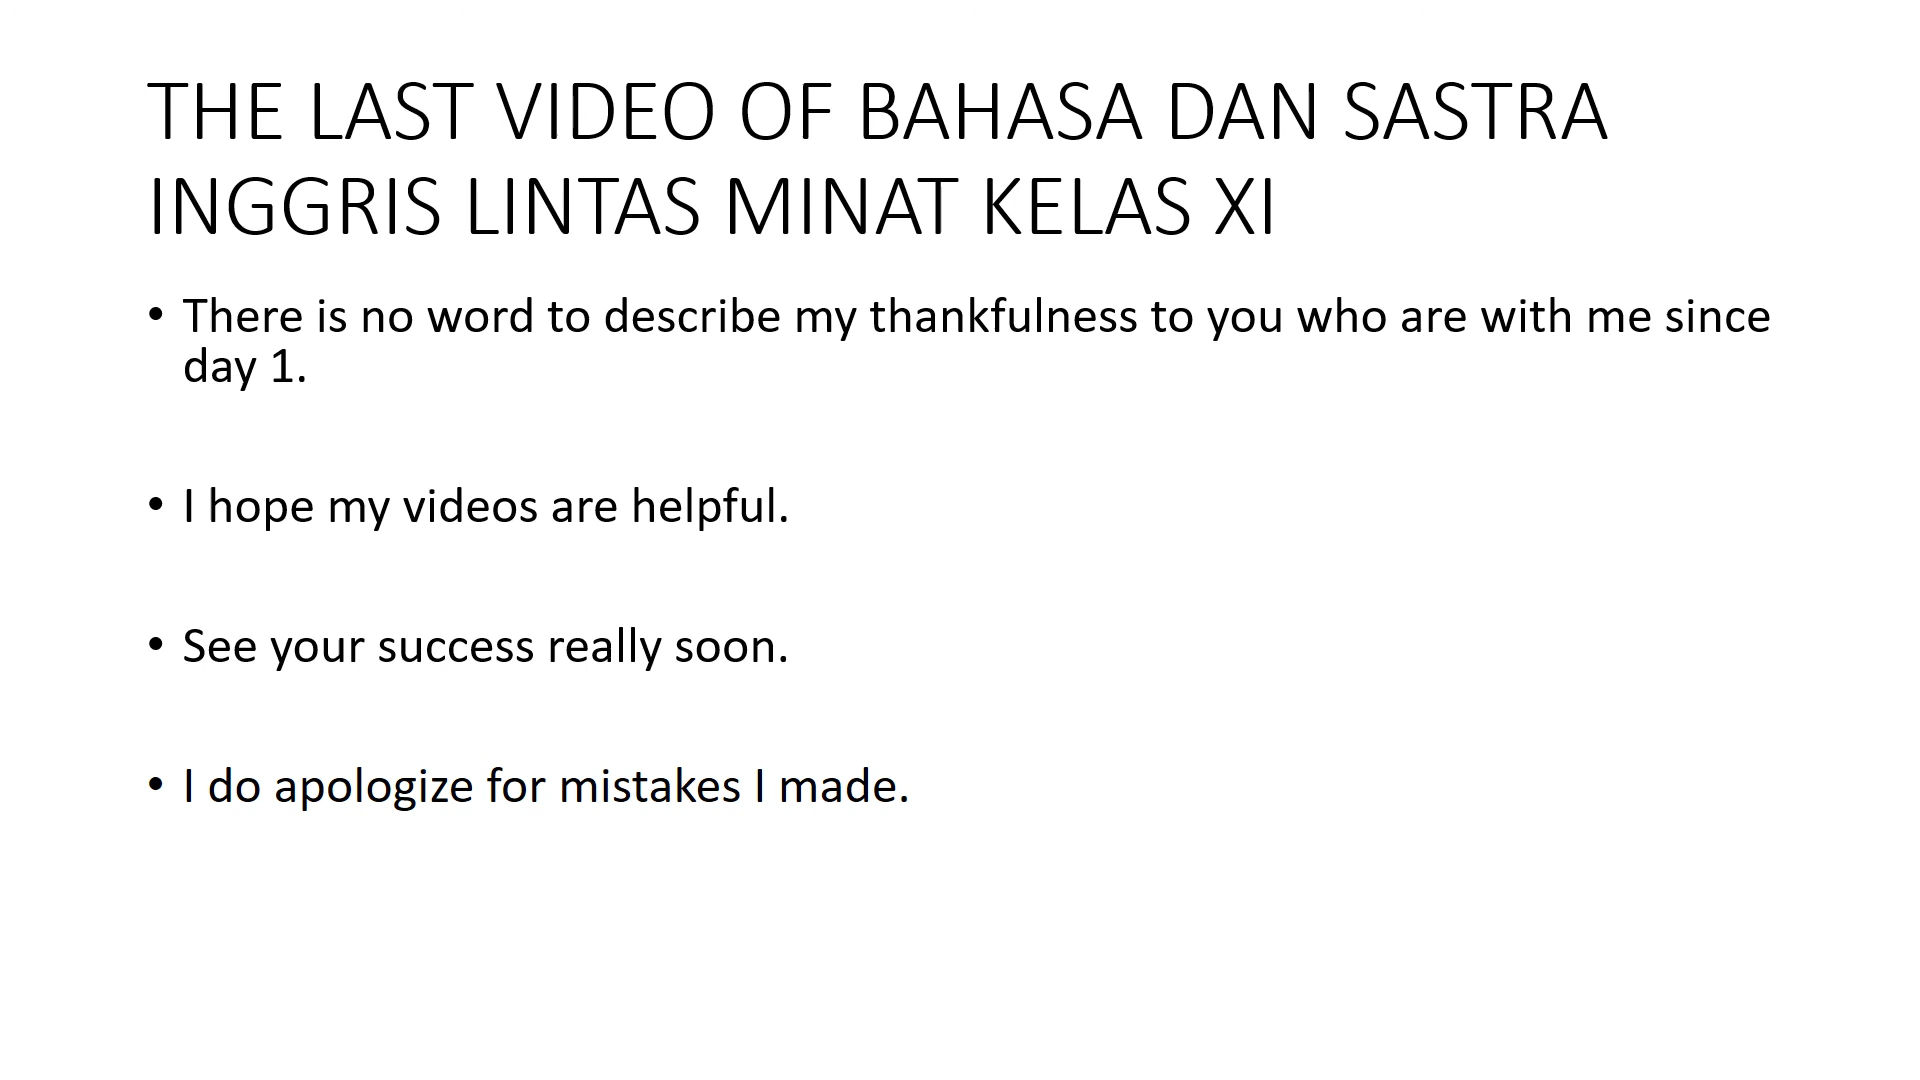 THE LAST VIDEO OF BAHASA DAN SASTRA
INGGRIS LINTAS MINAT KELAS XI
• There is no word to describe my thankfulness to you who are with me since
day 1.
• I hope my videos are helpful.
• See your success really soon.
• I do apologize for mistakes I made.